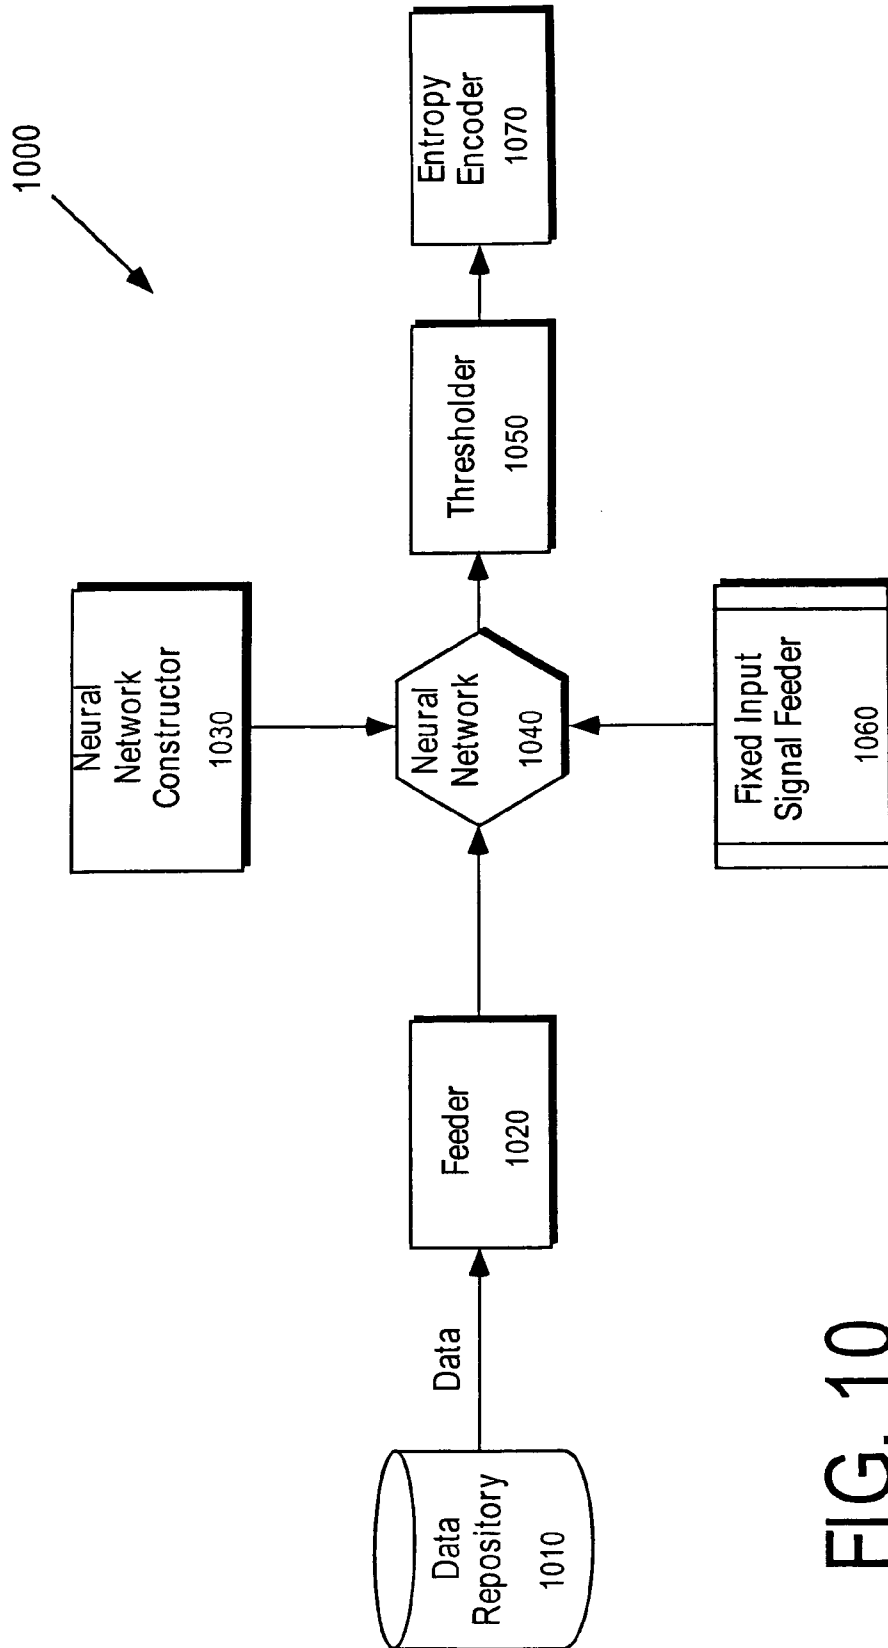 1000
Neural
Network
Constructor
1030
Data
Repository
1010
Data
Feeder
1020
Neural
Network
1040
Thresholder
1050
Entropy
Encoder
1070
Fixed Input
Signal Feeder
1060
FIG. 10